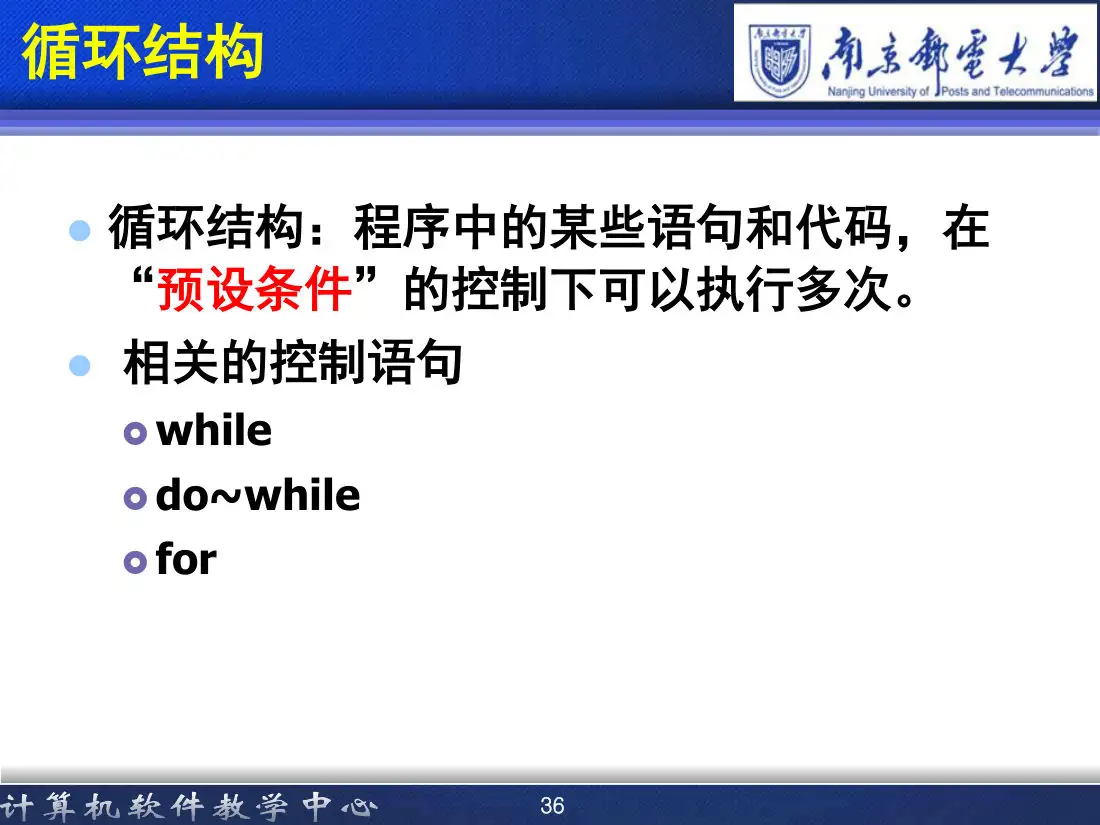 循环结构
南京郵電大學
Nanjing University of Posts and Telecommunications
循环结构：程序中的某些语句和代码，在
“预设条件”的控制下可以执行多次。
相关的控制语句
while
do~while
for
计算机软件教学中心
36